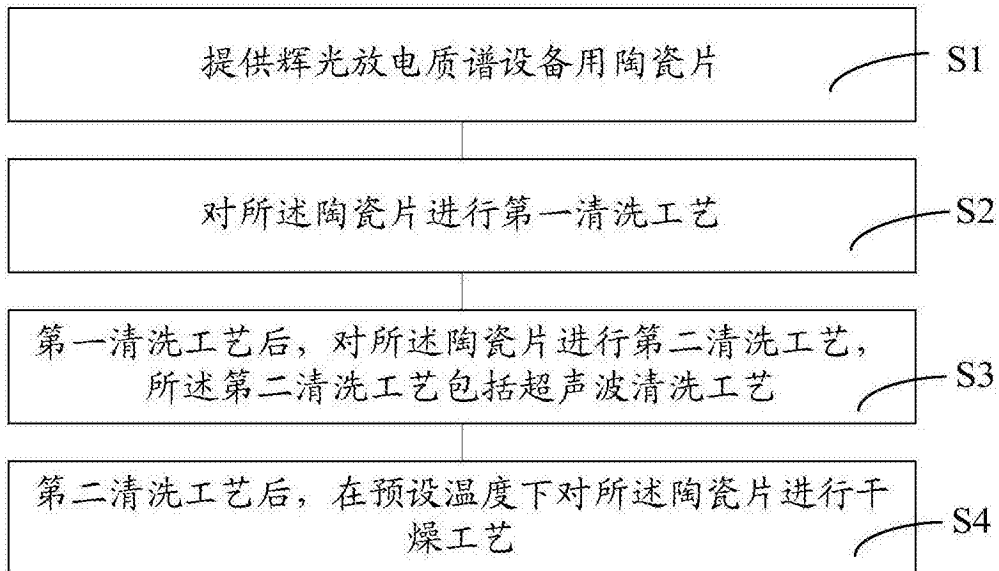 提供辉光放电质谱设备用陶瓷片
S1
对所述陶瓷片进行第一清洗工艺
S2
第一清洗工艺后，对所述陶瓷片进行第二清洗工艺，
所述第二清洗工艺包括超声波清洗工艺
S3
第二清洗工艺后，在预设温度下对所述陶瓷片进行干
燥工艺
S4